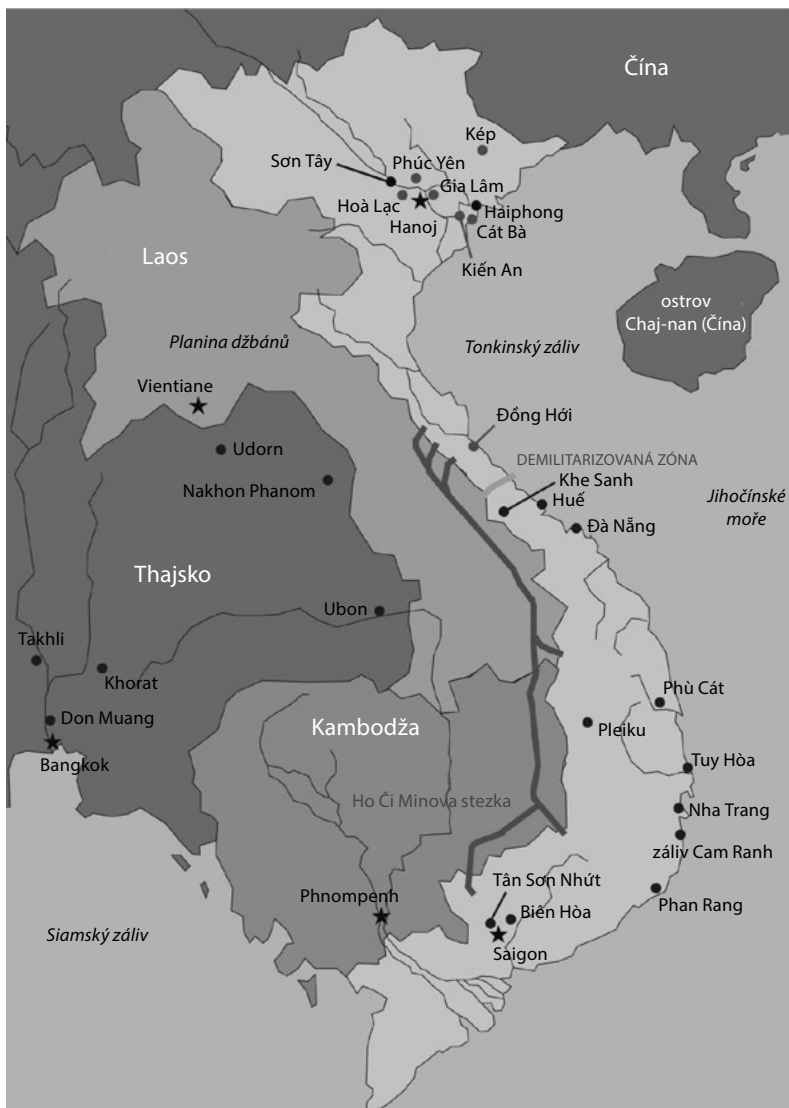 Čína
Kép
Sơn Tây
Phúc Yên
Gia Lâm
Hoà Lạc
Haiphong
Hanoj
Cát Bà
Kiến An
Laos
ostrov
Chaj-nan (Čína)
Planina džbánů
Tonkinský záliv
Vientiane
Đồng Hới
Udorn
DEMILITARIZOVANÁ ZÓNA
Khe Sanh
Nakhon Phanom
Huế
Jihočínské
moře
Đà Nẵng
Thajsko
Ubon
Takhli
Khorat
Phù Cát
Don Muang
Kambodža
Pleiku
Bangkok
Tuy Hòa
Ho Či Minova stezka
Nha Trang
záliv Cam Ranh
Tân Sơn Nhút
Phnompenh
Biên Hòa
Phan Rang
Siamský záliv
Saigon